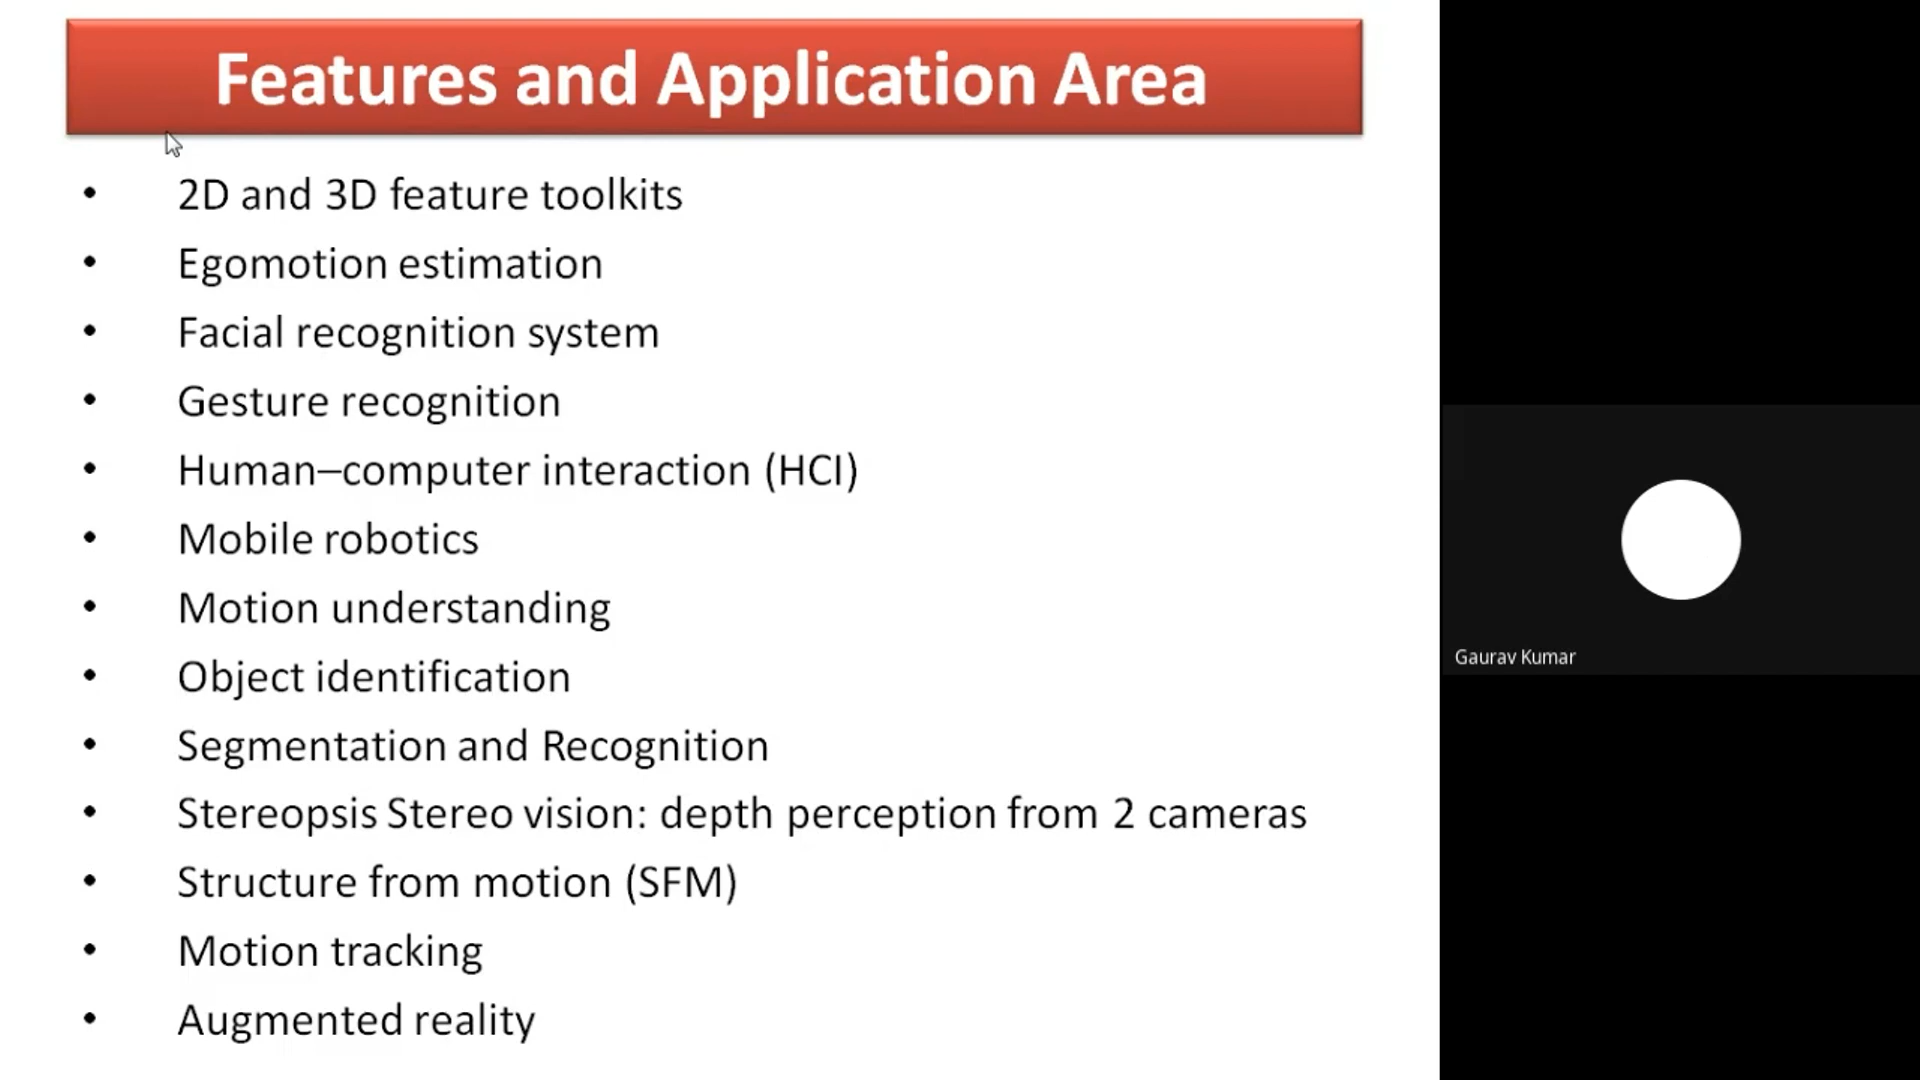 Features and Application Area
• 2D and 3D feature toolkits
• Egomotion estimation
• Facial recognition system
• Gesture recognition
• Human–computer interaction (HCI)
• Mobile robotics
• Motion understanding
• Object identification
• Segmentation and Recognition
• Stereopsis Stereo vision: depth perception from 2 cameras
• Structure from motion (SFM)
• Motion tracking
• Augmented reality
Gaurav Kumar